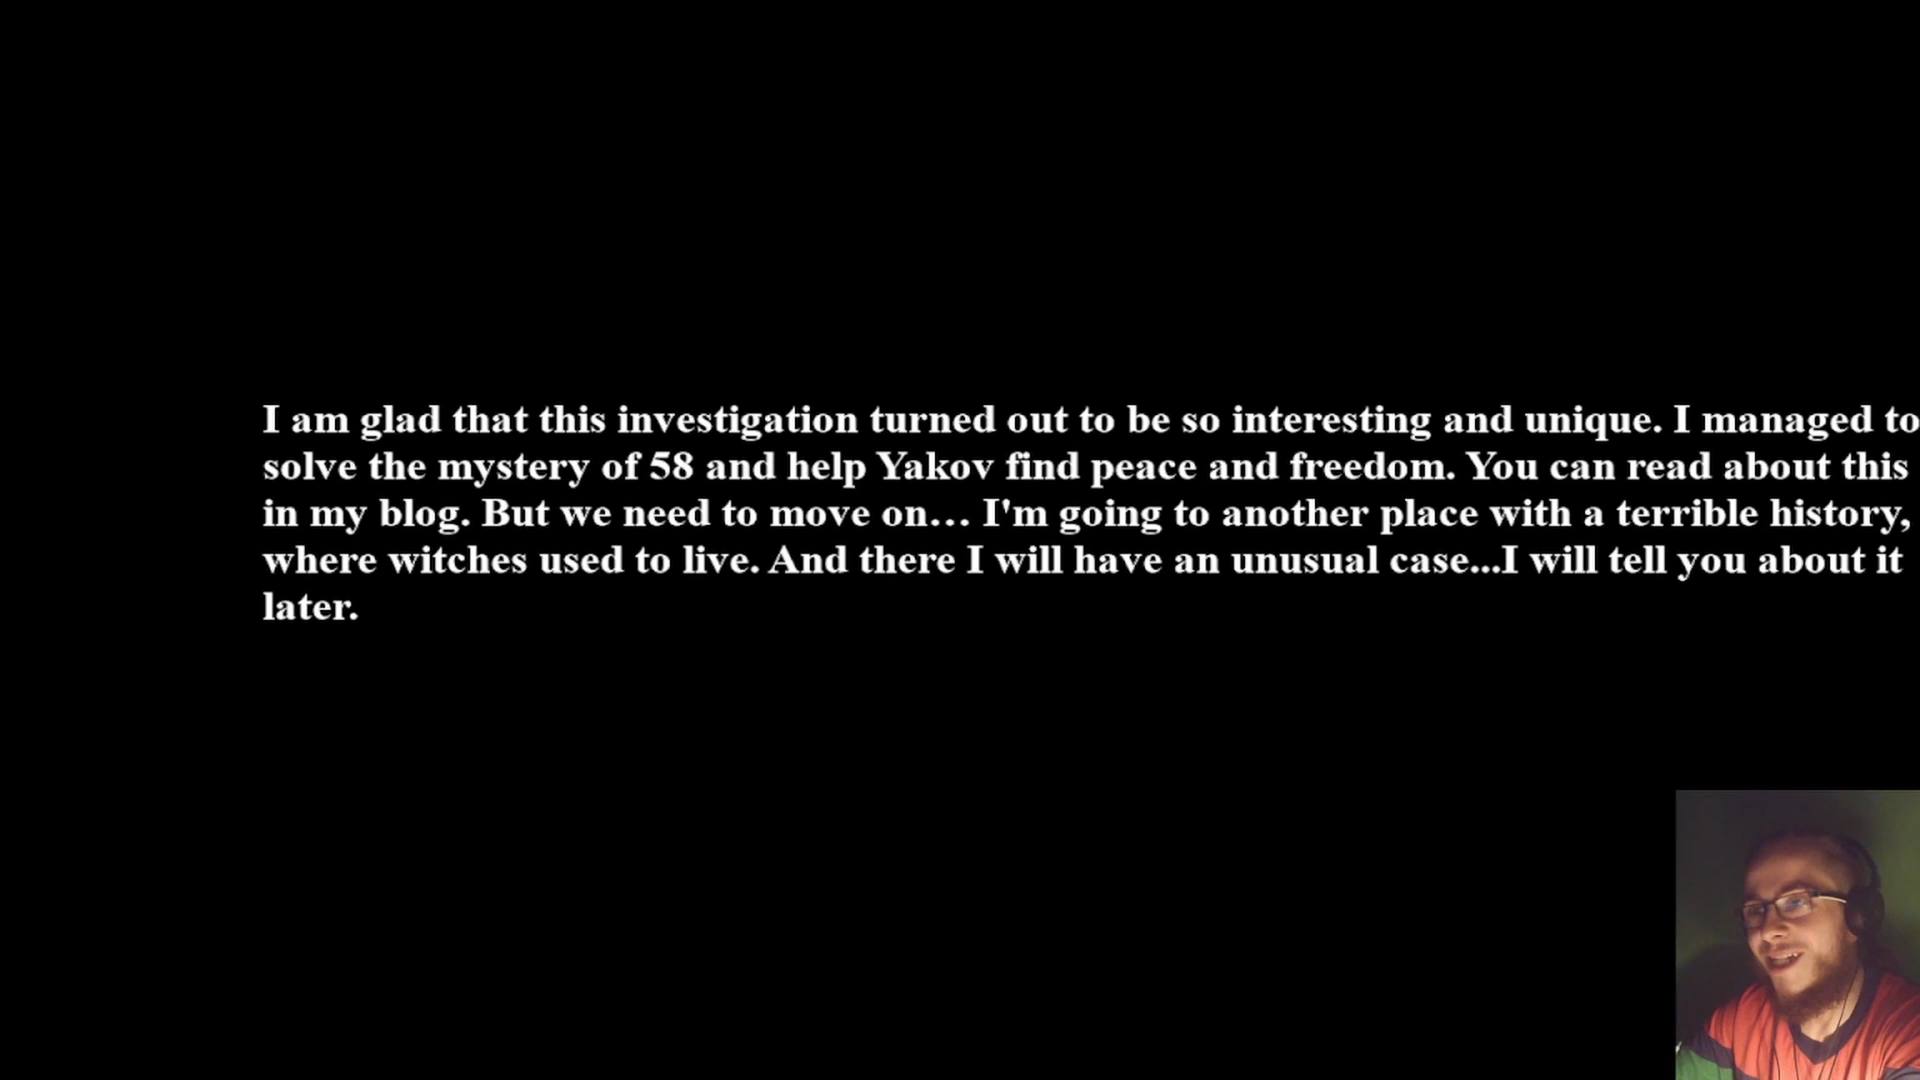 I am glad that this investigation turned out to be so interesting and unique. I managed to
solve the mystery of 58 and help Yakov find peace and freedom. You can read about this
in my blog. But we need to move on… I'm going to another place with a terrible history,
where witches used to live. And there I will have an unusual case...I will tell you about it
later.